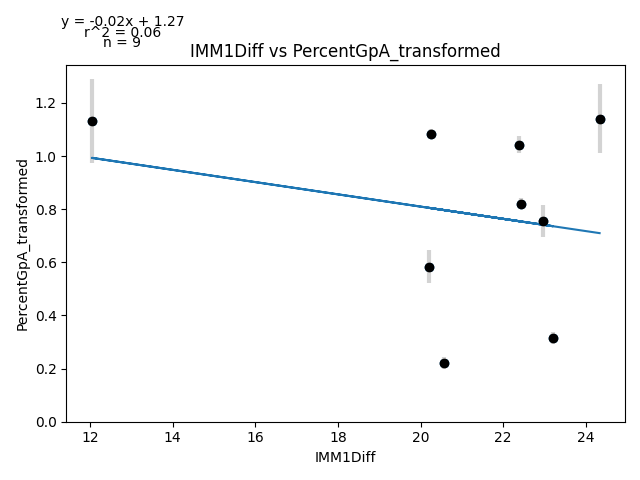 y = -0.02x + 1.27
r^2 = 0.06
n = 9
IMM1Diff vs PercentGpA_transformed
PercentGpA_transformed
1.2
1.0
0.8
0.6
0.4
0.2
0.0
12 14 16 18 20 22 24
IMM1Diff